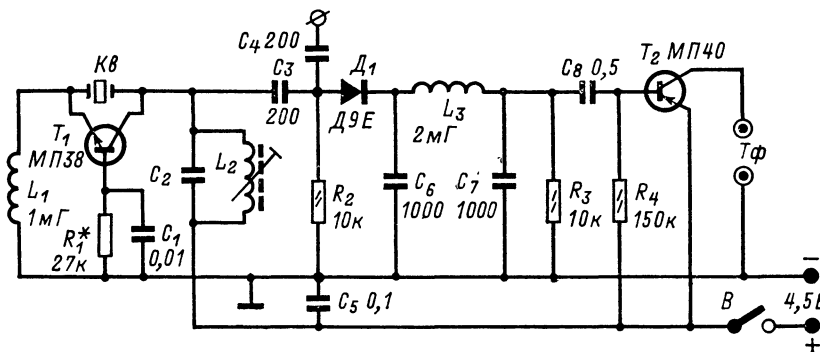 Кв
T₁
МП38
L₁
1мГ
R₁*
27к
C₁
0,01
C₂
L₂
C₃
200
C₄ 200
R₂
10к
C₅ 0,1
Д₁
Д9Е
C₆
1000
L₃
2мГ
C₇
1000
C₈ 0,5
R₃
10к
R₄
150к
T₂ МП40
Тф
−
В
4,5В
+